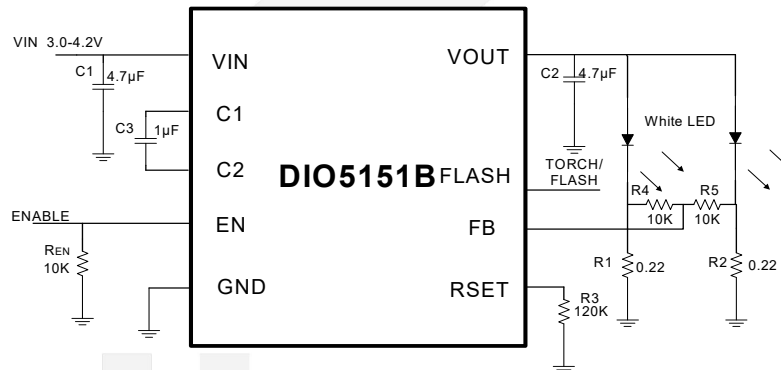 VIN 3.0-4.2V
C1
4.7µF
VIN
VOUT
C2
4.7µF
C1
C3
1µF
C2
White LED
DIO5151B
FLASH
TORCH/
FLASH
R4
R5
10K
10K
ENABLE
EN
FB
REN
10K
R1
0.22
R2
0.22
GND
RSET
R3
120K